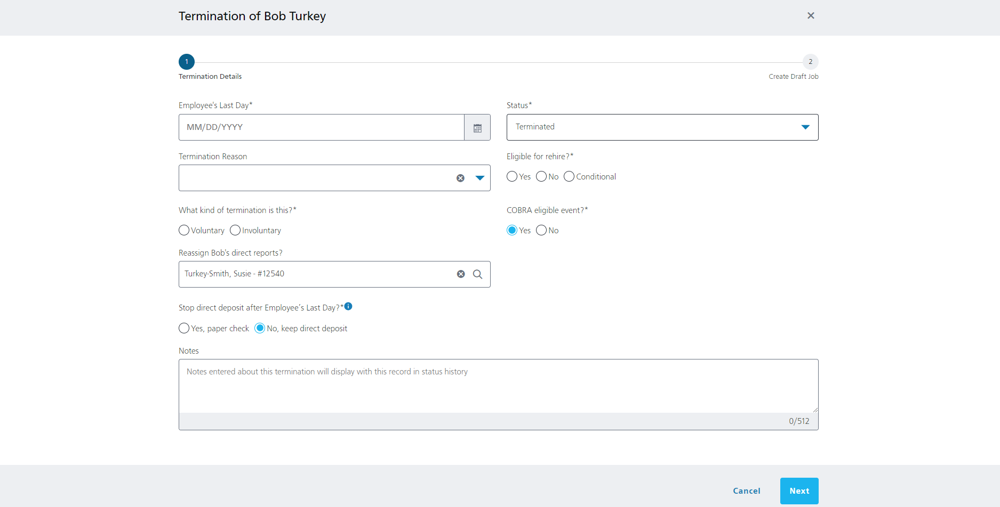 Termination of Bob Turkey
1
2
Termination Details
Create Draft Job
Employee's Last Day*
Status*
MM/DD/YYYY
Terminated
Termination Reason
Eligible for rehire?*
Yes No Conditional
What kind of termination is this?*
COBRA eligible event?*
Voluntary Involuntary
Yes No
Reassign Bob's direct reports?
Turkey-Smith, Susie - #12540
Stop direct deposit after Employee´s Last Day?*
Yes, paper check No, keep direct deposit
Notes
Notes entered about this termination will display with this record in status history
0/512
Cancel
Next